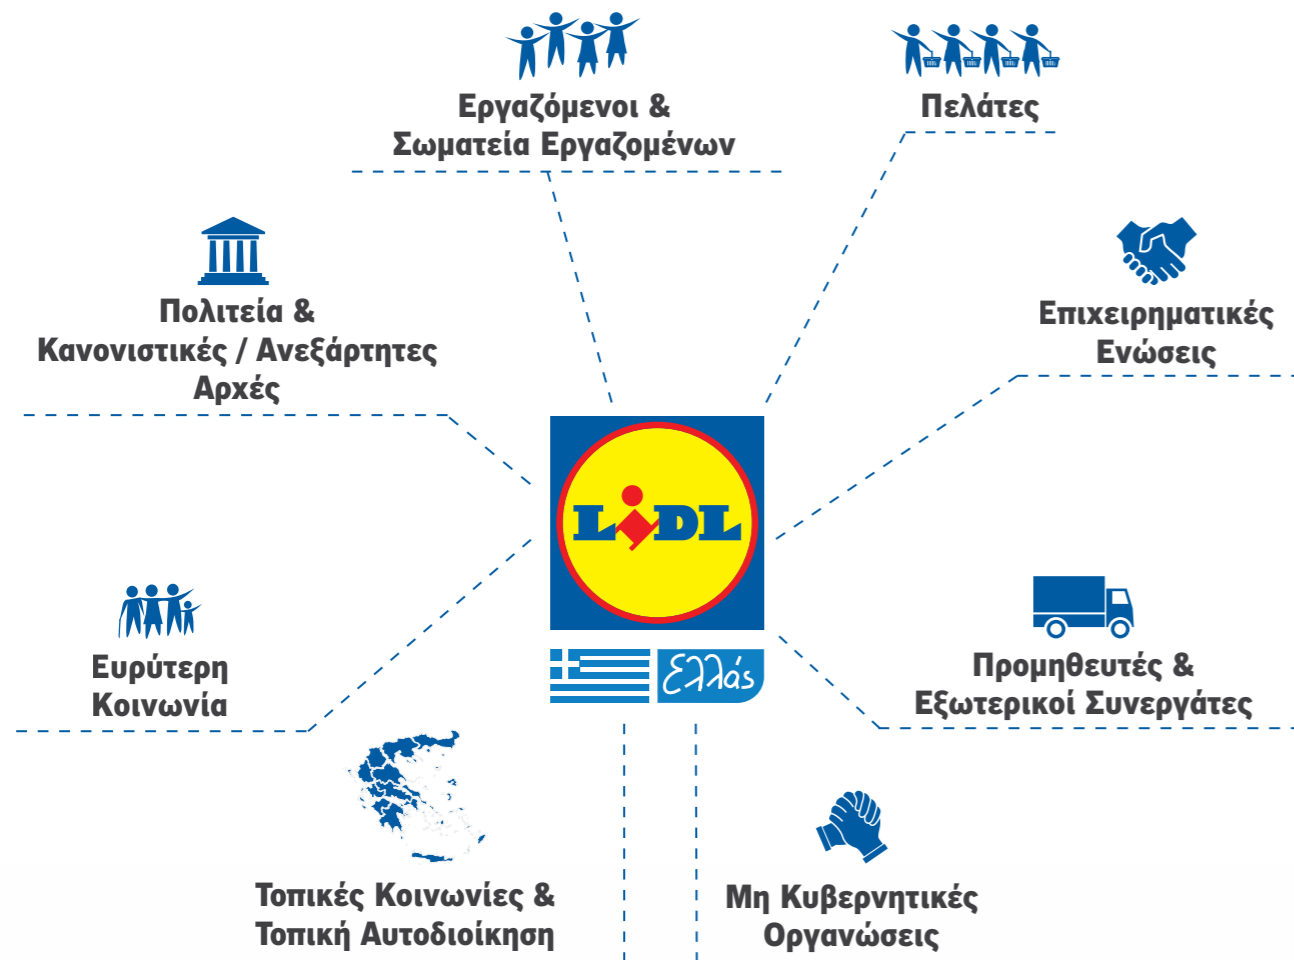 Εργαζόμενοι &
Σωματεία Εργαζομένων
Πελάτες
Πολιτεία &
Κανονιστικές / Ανεξάρτητες
Αρχές
Επιχειρηματικές
Ενώσεις
LIDL
Ελλάς
Ευρύτερη
Κοινωνία
Προμηθευτές &
Εξωτερικοί Συνεργάτες
Τοπικές Κοινωνίες &
Τοπική Αυτοδιοίκηση
Μη Κυβερνητικές
Οργανώσεις